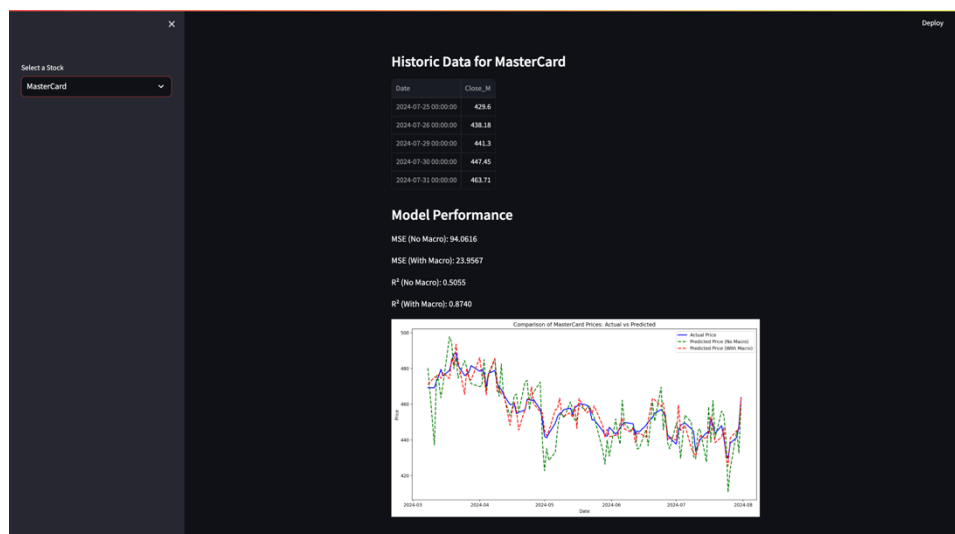 ×
Deploy
Select a Stock
MasterCard
Historic Data for MasterCard
Date Close_M
2024-07-25 00:00:00 429.6
2024-07-26 00:00:00 438.18
2024-07-29 00:00:00 441.3
2024-07-30 00:00:00 447.45
2024-07-31 00:00:00 463.71
Model Performance
MSE (No Macro): 94.0616
MSE (With Macro): 23.9567
R² (No Macro): 0.5055
R² (With Macro): 0.8740
Comparison of MasterCard Prices: Actual vs Predicted
Actual Price
Predicted Price (No Macro)
Predicted Price (With Macro)
500
480
460
440
420
Price
2024-03 2024-04 2024-05 2024-06 2024-07 2024-08
Date